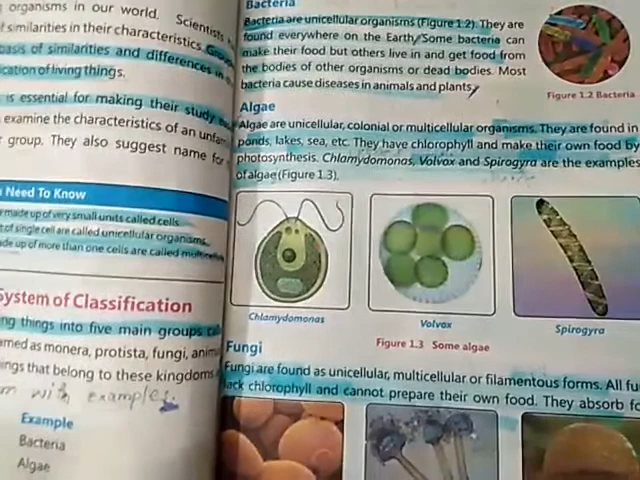 organisms in our world. Scientists
of similarities in their characteristics.
basis of similarities and differences in
cation of living things.
is essential for making their study
examine the characteristics of an
group. They also suggest name for
Need To Know
made up of very small units called cells.
of single cell are called unicellular organisms.
made up of more than one cells are called
System of Classification
ing things into five main groups
named as monera, protista, fungi,
ings that belong to these kingdoms
with examples.
Example
Bacteria
Algae
Bacteria
Bacteria are unicellular organisms (Figure 1.2). They are
found everywhere on the Earth. Some bacteria can
make their food but others live in and get food from
the bodies of other organisms or dead bodies. Most
bacteria cause diseases in animals and plants.
Figure 1.2 Bacteria
Algae
Algae are unicellular, colonial or multicellular organisms. They are found in
ponds, lakes, sea, etc. They have chlorophyll and make their own food by
photosynthesis. Chlamydomonas, Volvox and Spirogyra are the examples
of algae (Figure 1.3).
Chlamydomonas
Volvox
Spirogyra
Figure 1.3 Some algae
Fungi
Fungi are found as unicellular, multicellular or filamentous forms. All
lack chlorophyll and cannot prepare their own food. They absorb